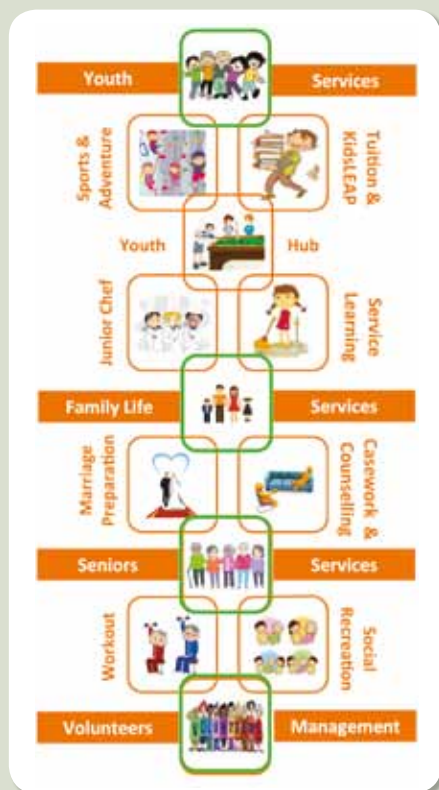 Youth Services
Sports &
Adventure
Tuition &
KidsLEAP
Youth Hub
Junior Chef
Service
Learning
Family Life Services
Marriage
Preparation
Casework &
Counselling
Seniors Services
Workout
Social
Recreation
Volunteers Management